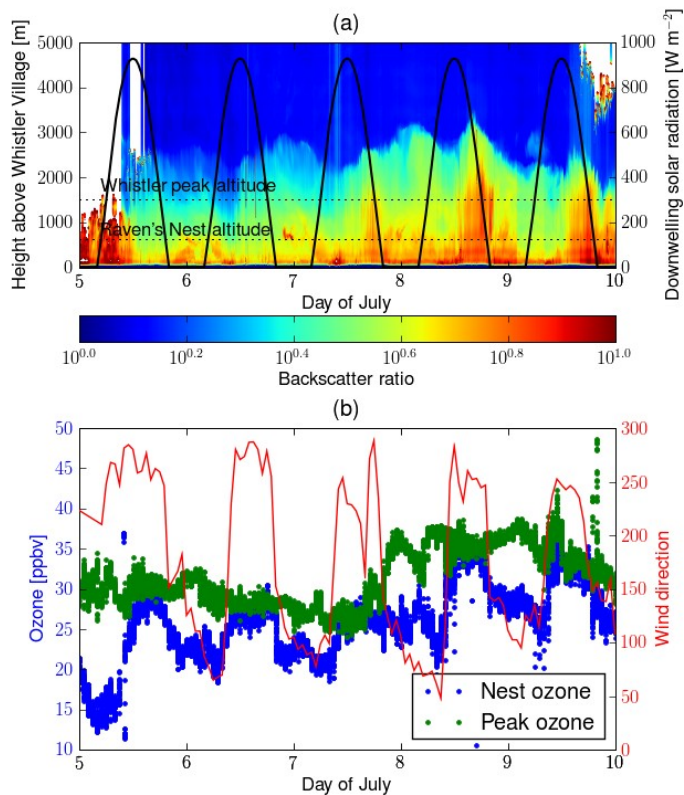 (a)
Height above Whistler Village [m]
5000
4000
3000
2000
1000
0
Whistler peak altitude
Raven's Nest altitude
1000
800
600
400
200
0
Downwelling solar radiation [W m⁻²]
5 6 7 8 9 10
Day of July
10^0.0 10^0.2 10^0.4 10^0.6 10^0.8 10^1.0
Backscatter ratio
(b)
Ozone [ppbv]
50
45
40
35
30
25
20
15
10
300
250
200
150
100
50
0
Wind direction
Nest ozone
Peak ozone
5 6 7 8 9 10
Day of July